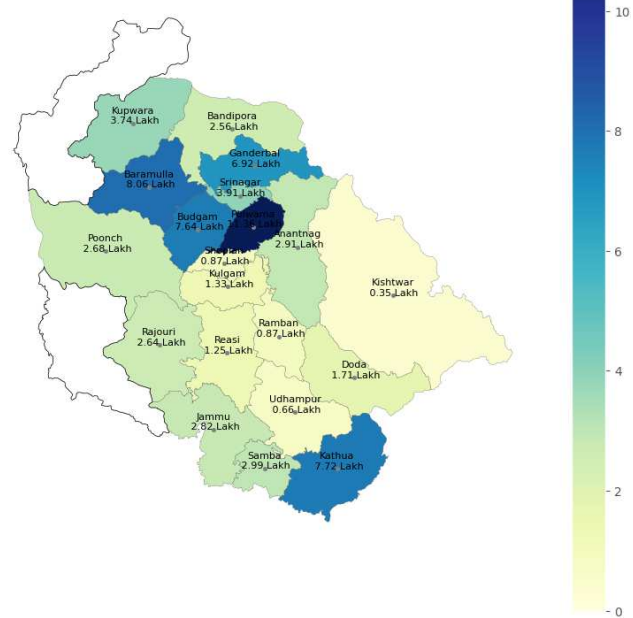 10
Kupwara
3.74 Lakh
Bandipora
2.56 Lakh
Ganderbal
6.92 Lakh
8
Baramulla
8.06 Lakh
Srinagar
3.91 Lakh
Budgam
7.64 Lakh
Pulwama
Lakh
Poonch
2.68 Lakh
Anantnag
2.91 Lakh
6
Shopian
0.87 Lakh
Kulgam
1.33 Lakh
Kishtwar
0.35 Lakh
Rajouri
2.64 Lakh
Reasi
1.25 Lakh
Ramban
0.87 Lakh
4
Doda
1.71 Lakh
Udhampur
0.66 Lakh
Jammu
2.82 Lakh
Samba
2.99 Lakh
Kathua
7.72 Lakh
2
0